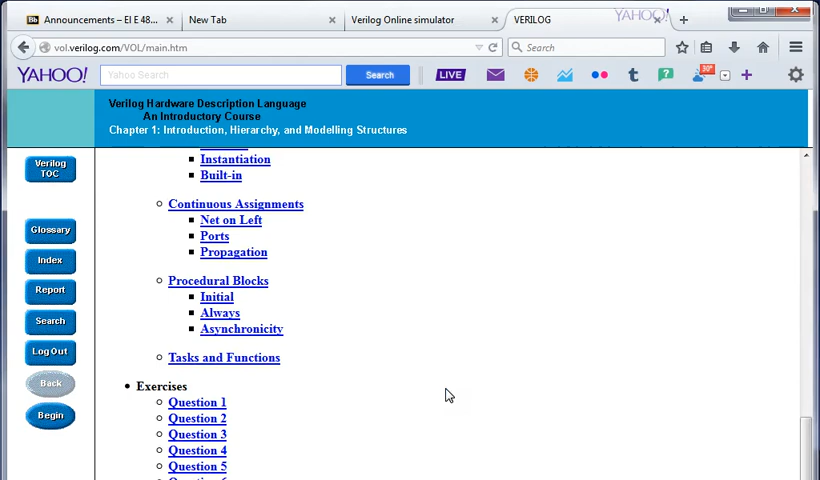 Bb Announcements – EI E 48...
New Tab
Verilog Online simulator
VERILOG
YAHOO!
vol.verilog.com/VOL/main.htm
Search
YAHOO!
Yahoo Search
Search
LIVE
30°
Verilog Hardware Description Language
An Introductory Course
Chapter 1: Introduction, Hierarchy, and Modelling Structures
Verilog
TOC
Glossary
Index
Report
Search
Log Out
Back
Begin
Instantiation
Built-in
Continuous Assignments
Net on Left
Ports
Propagation
Procedural Blocks
Initial
Always
Asynchronicity
Tasks and Functions
Exercises
Question 1
Question 2
Question 3
Question 4
Question 5